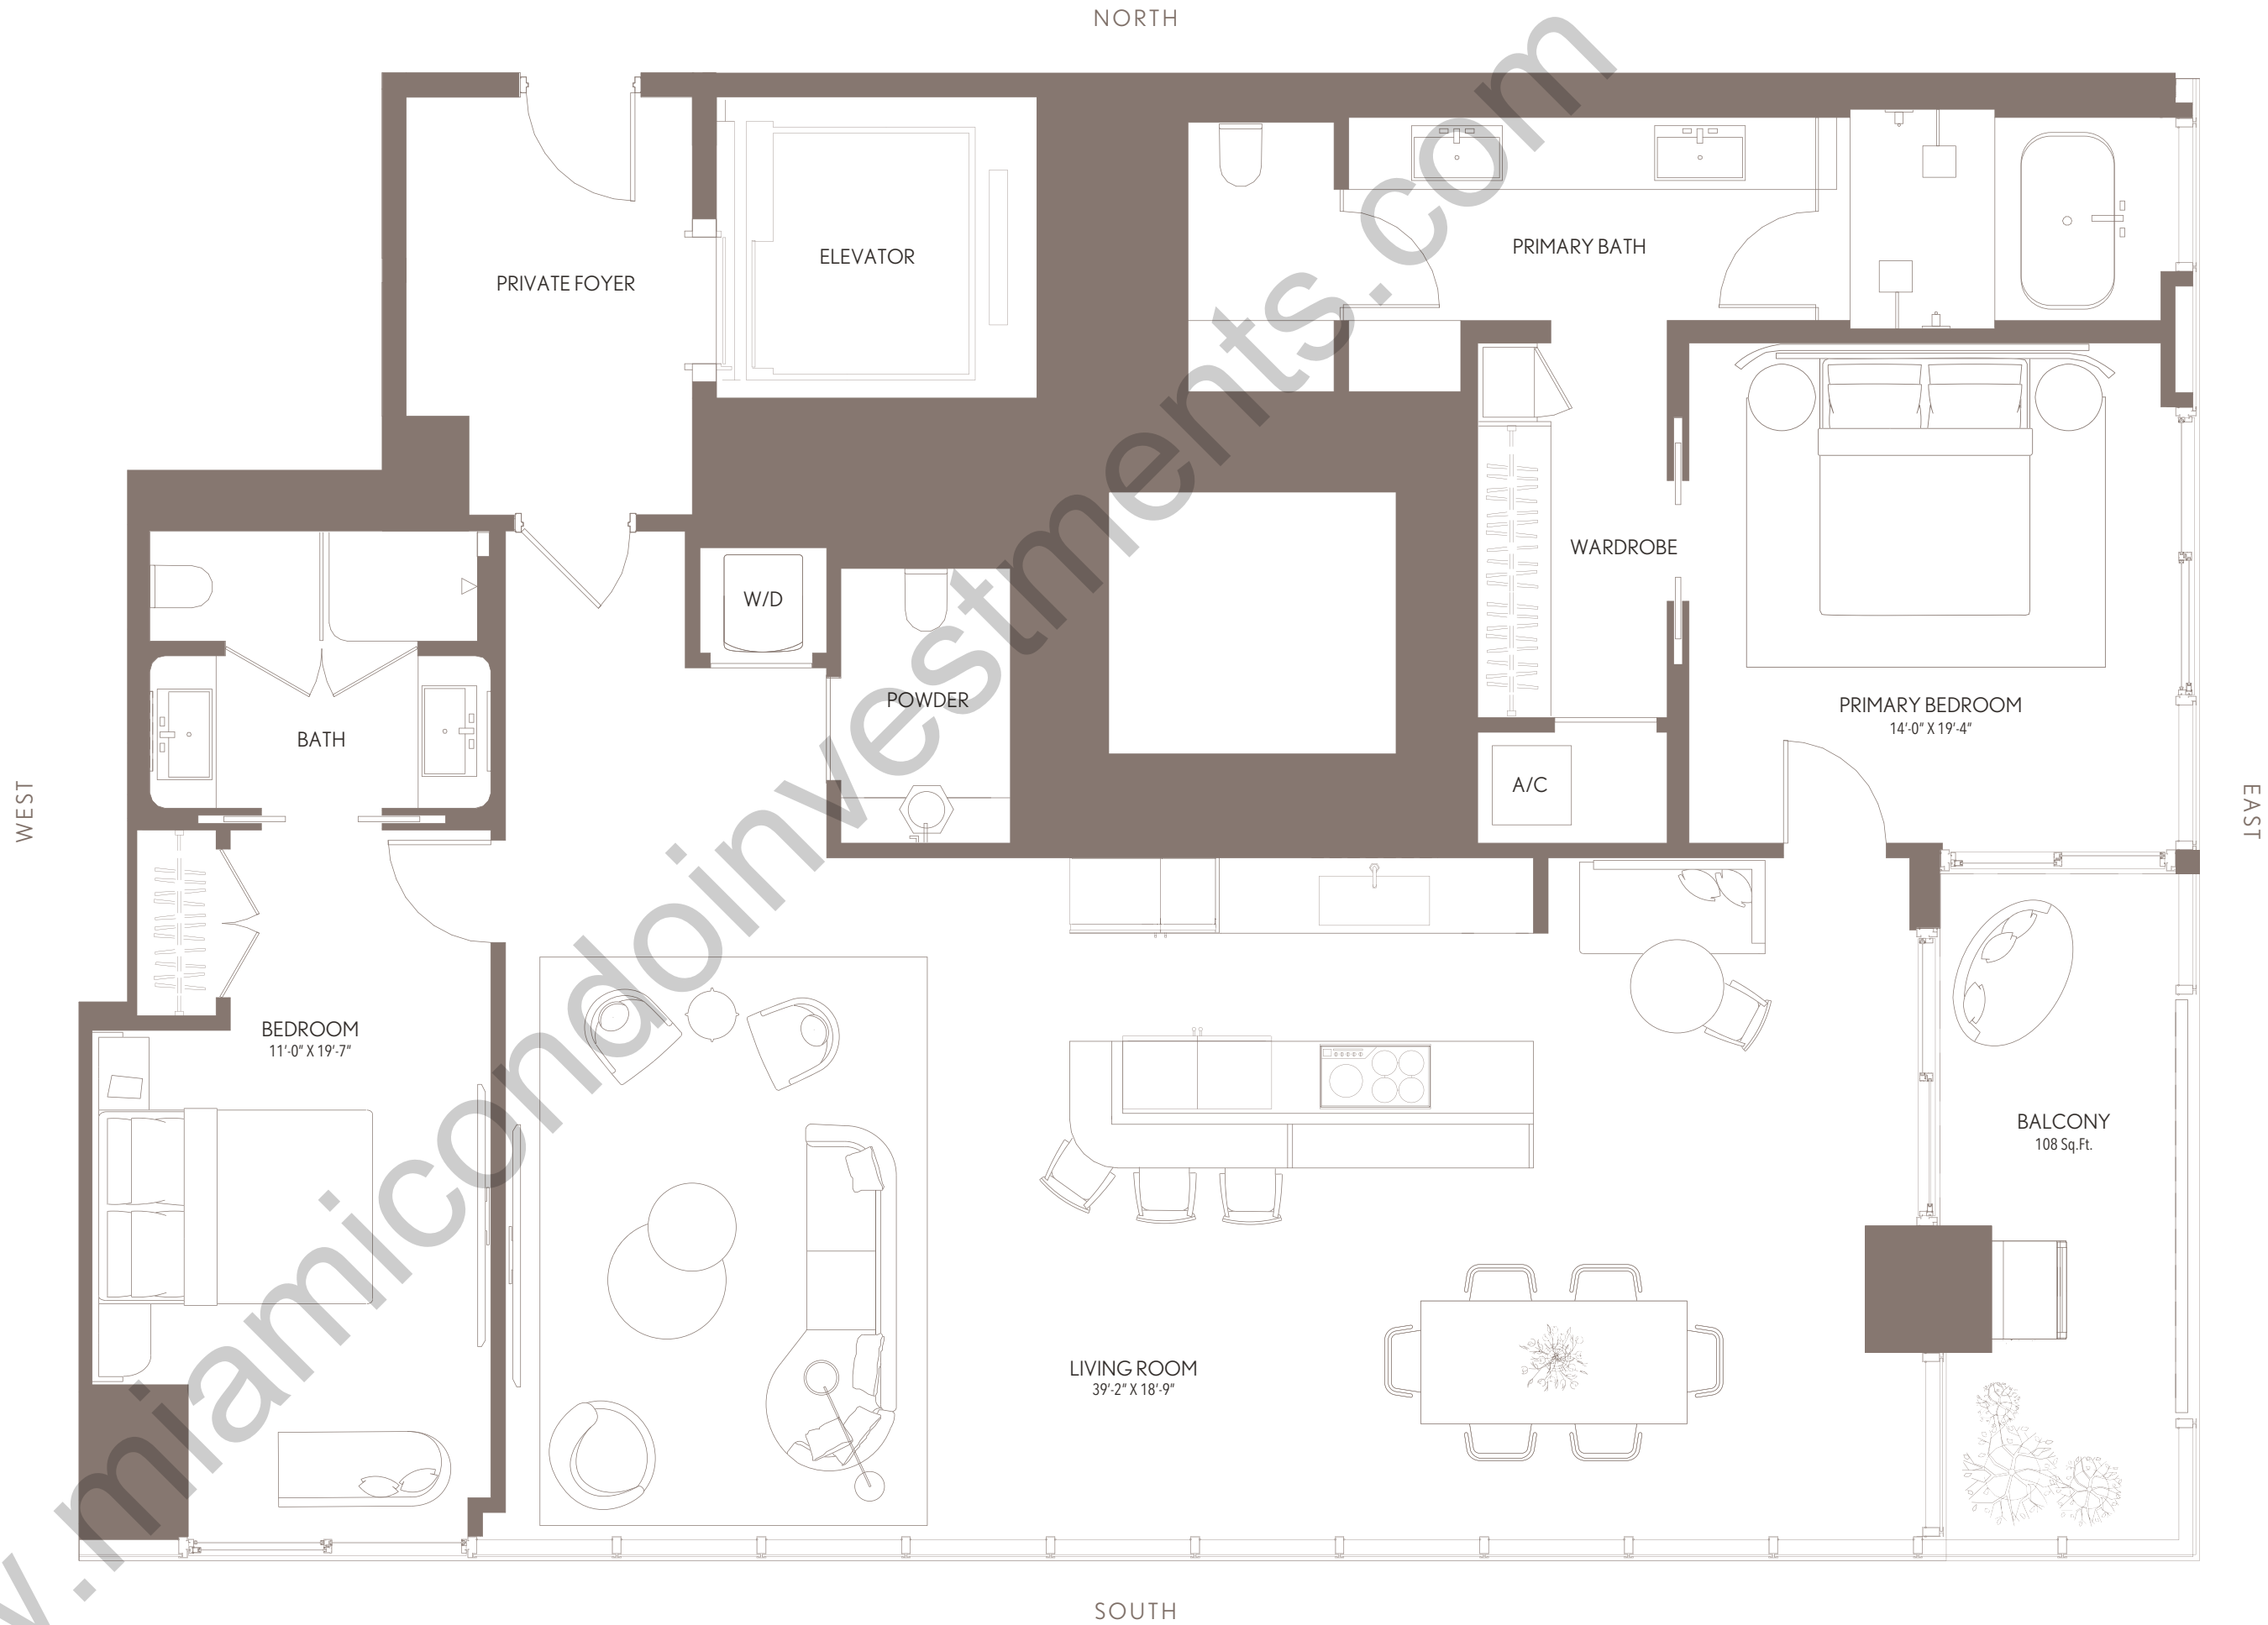 NORTH
ELEVATOR
PRIVATE FOYER
PRIMARY BATH
WARDROBE
W/D
POWDER
PRIMARY BEDROOM
14'-0" X 19'-4"
BATH
A/C
WEST
EAST
BEDROOM
11'-0" X 19'-7"
BALCONY
108 Sq.Ft.
LIVING ROOM
39'-2" X 18'-9"
SOUTH
w.miamicondoinvestments.com